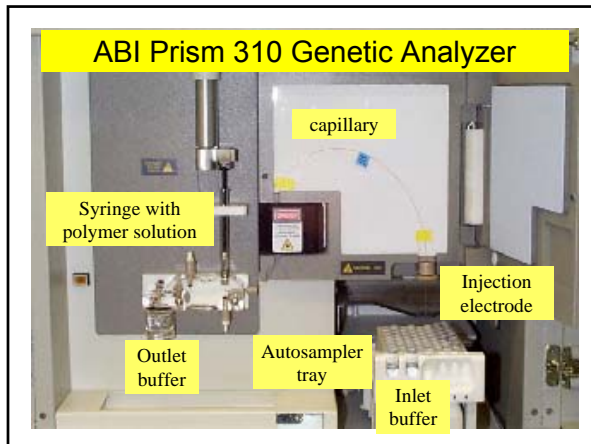 ABI Prism 310 Genetic Analyzer
capillary
Syringe with
polymer solution
Injection
electrode
Outlet
buffer
Autosampler
tray
Inlet
buffer